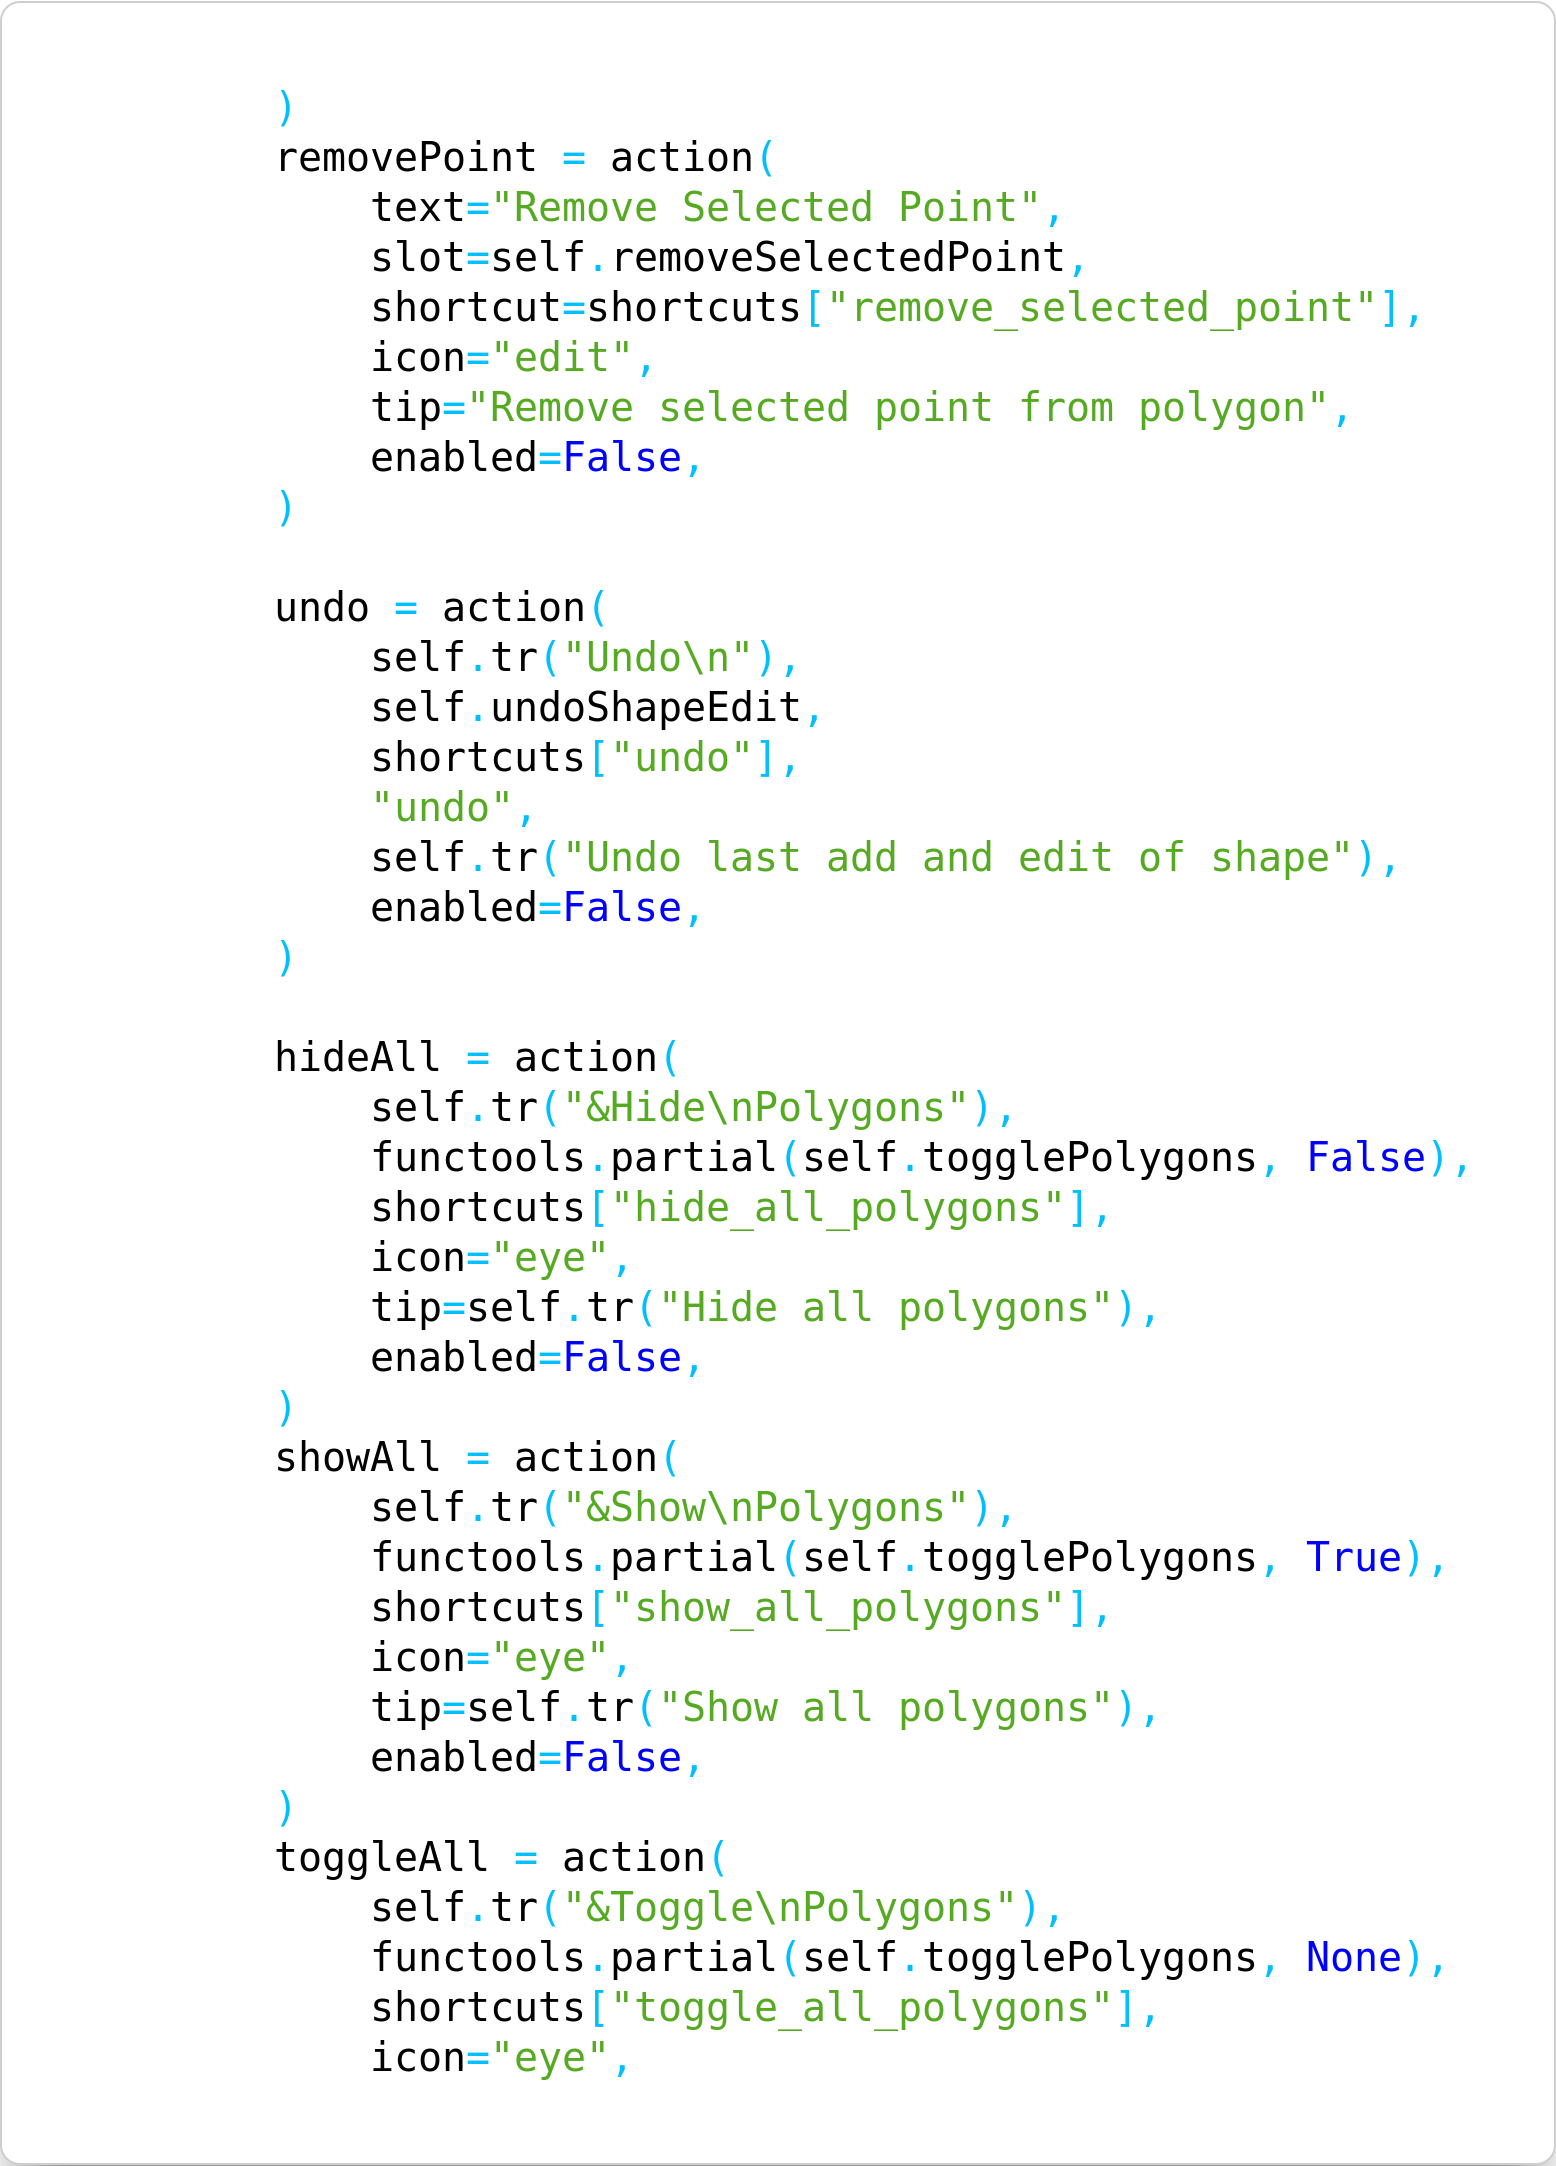 )
        removePoint = action(
            text="Remove Selected Point",
            slot=self.removeSelectedPoint,
            shortcut=shortcuts["remove_selected_point"],
            icon="edit",
            tip="Remove selected point from polygon",
            enabled=False,
        )

        undo = action(
            self.tr("Undo\n"),
            self.undoShapeEdit,
            shortcuts["undo"],
            "undo",
            self.tr("Undo last add and edit of shape"),
            enabled=False,
        )

        hideAll = action(
            self.tr("&Hide\nPolygons"),
            functools.partial(self.togglePolygons, False),
            shortcuts["hide_all_polygons"],
            icon="eye",
            tip=self.tr("Hide all polygons"),
            enabled=False,
        )
        showAll = action(
            self.tr("&Show\nPolygons"),
            functools.partial(self.togglePolygons, True),
            shortcuts["show_all_polygons"],
            icon="eye",
            tip=self.tr("Show all polygons"),
            enabled=False,
        )
        toggleAll = action(
            self.tr("&Toggle\nPolygons"),
            functools.partial(self.togglePolygons, None),
            shortcuts["toggle_all_polygons"],
            icon="eye",